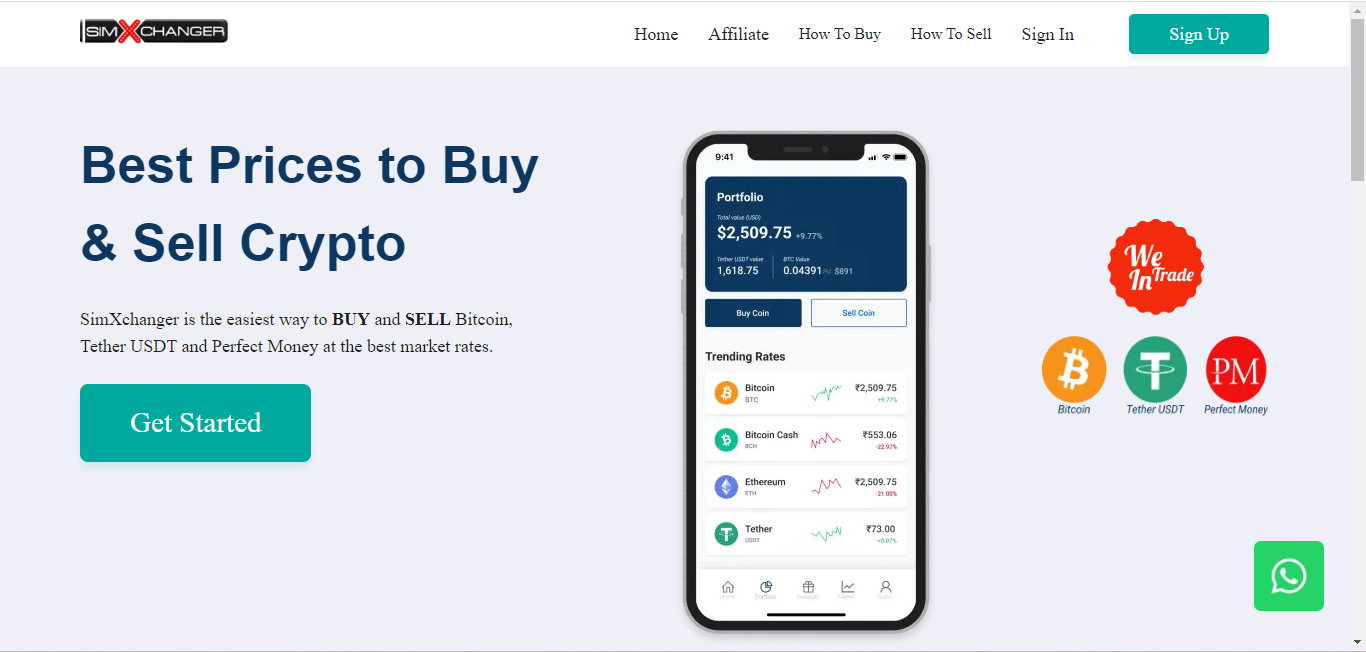 SIMXCHANGER
Home
Affiliate
How To Buy
How To Sell
Sign In
Sign Up
Best Prices to Buy
& Sell Crypto
SimXchanger is the easiest way to BUY and SELL Bitcoin,
Tether USDT and Perfect Money at the best market rates.
Get Started
9:41
Portfolio
Total value (USD)
$2,509.75 +9.77%
Tether USDT value
1,618.75
BTC Value
0.04391 $891
Buy Coin
Sell Coin
Trending Rates
Bitcoin
BTC
₹2,509.75
+9.77%
Bitcoin Cash
BCH
₹553.06
-22.97%
Ethereum
ETH
₹2,509.75
-21.00%
Tether
USDT
₹73.00
+0.07%
Home
Portfolio
Rewards
Market
We
In Trade
Bitcoin
Tether USDT
PM
Perfect Money